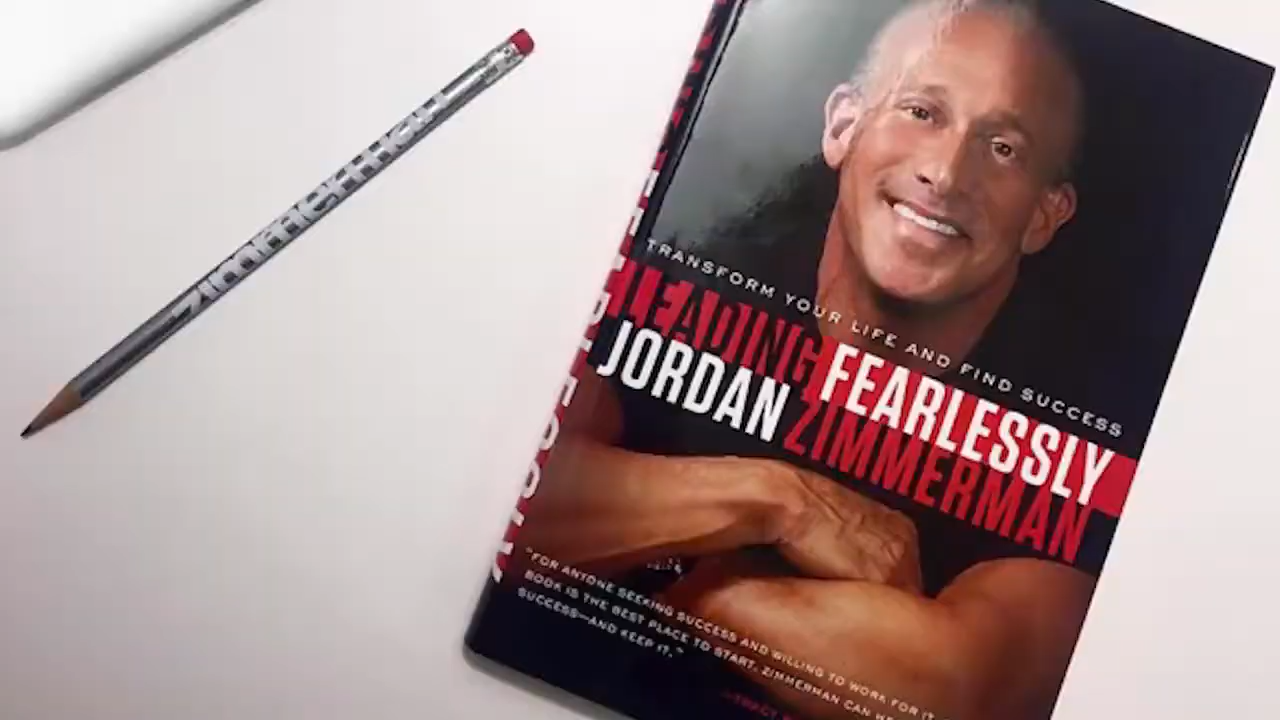 zimmerman
TRANSFORM YOUR LIFE AND FIND SUCCESS
LEADING FEARLESSLY
JORDAN ZIMMERMAN
"FOR ANYONE SEEKING SUCCESS AND WILLING TO WORK FOR IT,
BOOK IS THE BEST PLACE TO START. ZIMMERMAN CAN
SUCCESS—AND KEEP IT."